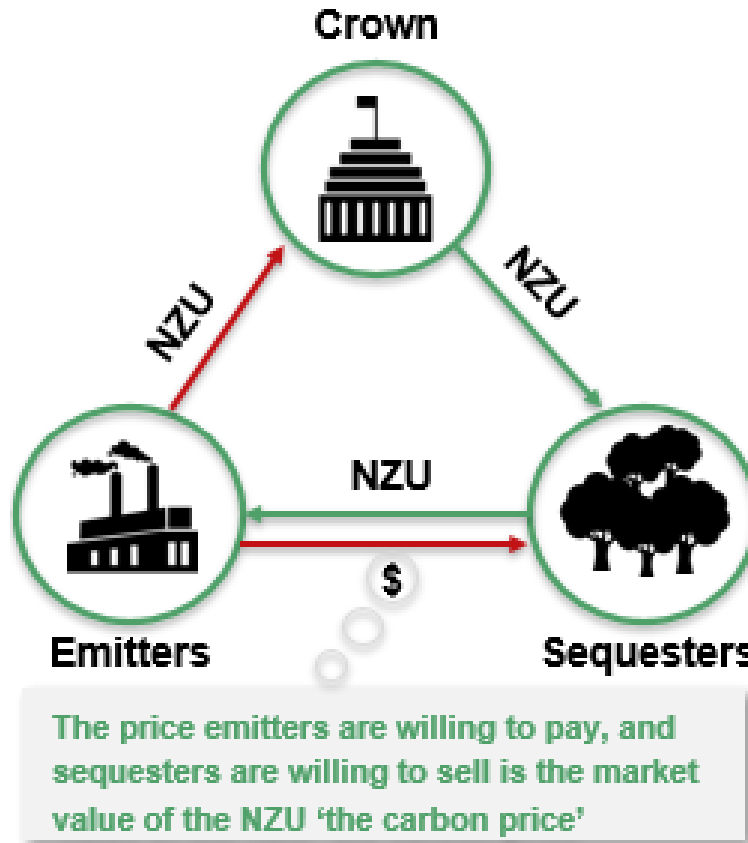 Crown
NZU
NZU
NZU
$
Emitters
Sequesters
The price emitters are willing to pay, and
sequesters are willing to sell is the market
value of the NZU ‘the carbon price’